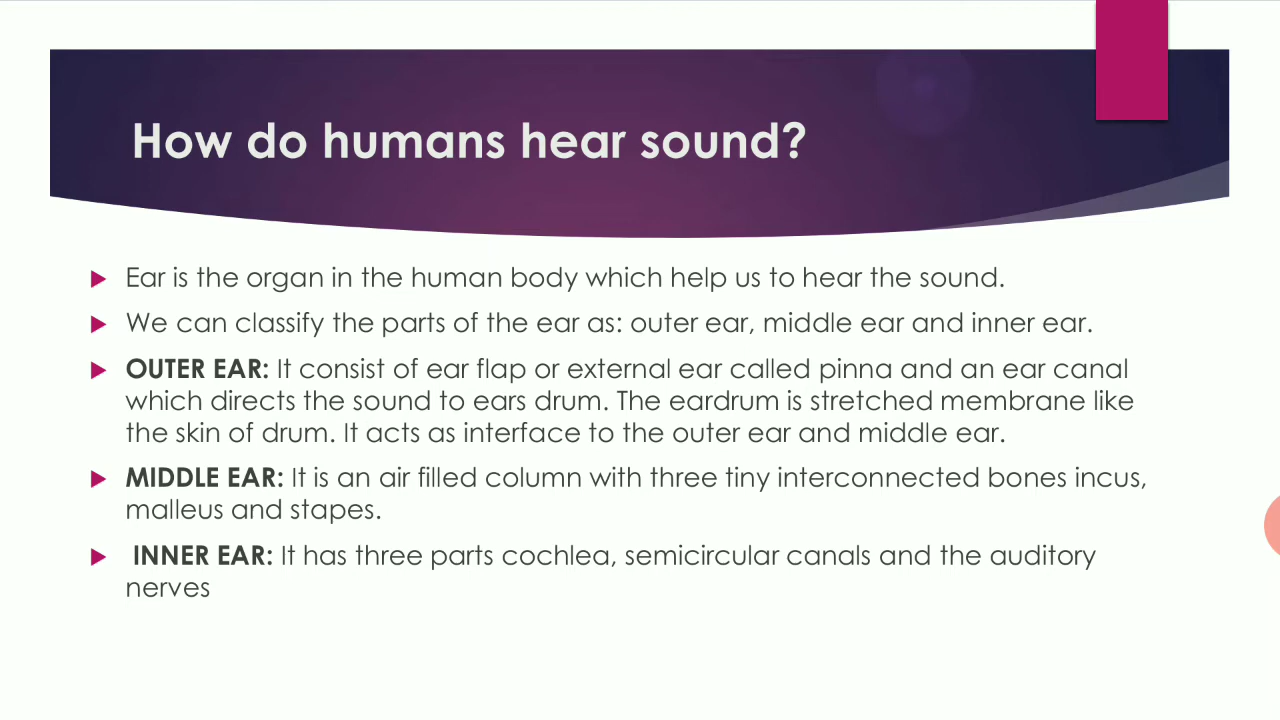 How do humans hear sound?
Ear is the organ in the human body which help us to hear the sound.
We can classify the parts of the ear as: outer ear, middle ear and inner ear.
OUTER EAR: It consist of ear flap or external ear called pinna and an ear canal
which directs the sound to ears drum. The eardrum is stretched membrane like
the skin of drum. It acts as interface to the outer ear and middle ear.
MIDDLE EAR: It is an air filled column with three tiny interconnected bones incus,
malleus and stapes.
INNER EAR: It has three parts cochlea, semicircular canals and the auditory
nerves